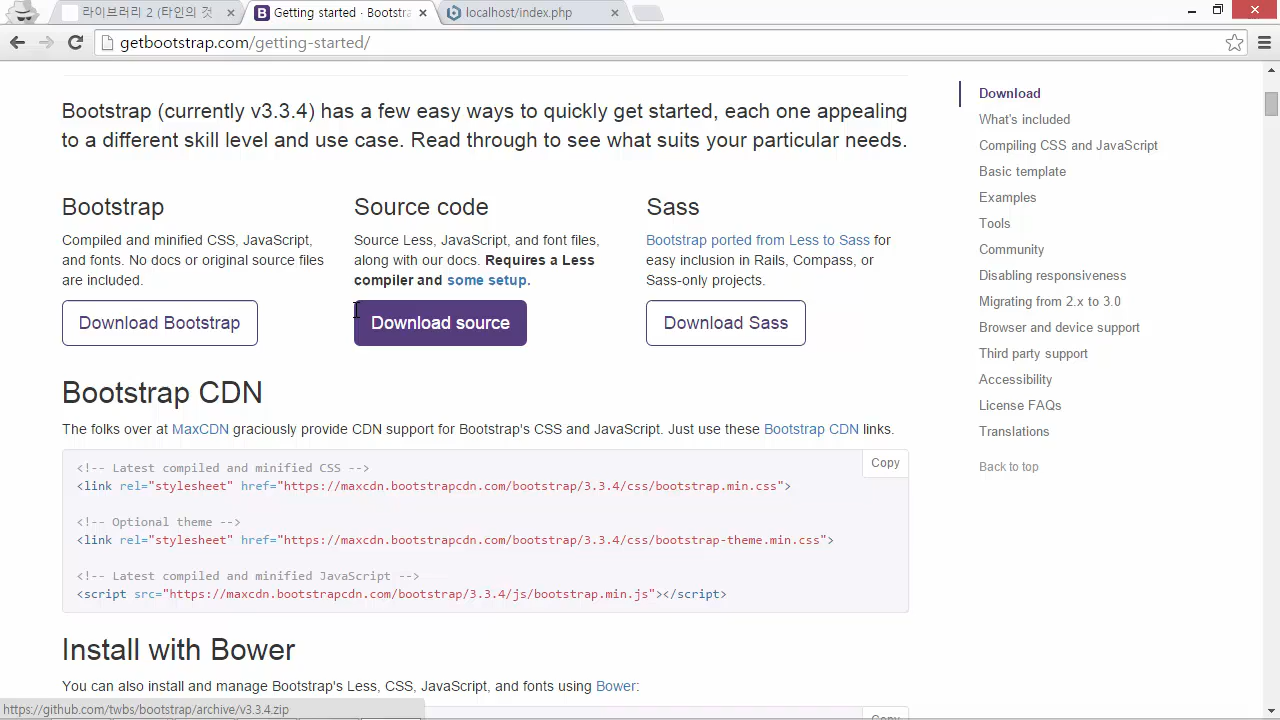 라이브러리 2 (타인의 것
Getting started · Bootstra
localhost/index.php
getbootstrap.com/getting-started/
Bootstrap (currently v3.3.4) has a few easy ways to quickly get started, each one appealing
to a different skill level and use case. Read through to see what suits your particular needs.
Bootstrap
Compiled and minified CSS, JavaScript,
and fonts. No docs or original source files
are included.
Download Bootstrap
Source code
Source Less, JavaScript, and font files,
along with our docs. Requires a Less
compiler and some setup.
Download source
Sass
Bootstrap ported from Less to Sass for
easy inclusion in Rails, Compass, or
Sass-only projects.
Download Sass
Bootstrap CDN
The folks over at MaxCDN graciously provide CDN support for Bootstrap's CSS and JavaScript. Just use these Bootstrap CDN links.
Copy
<!-- Latest compiled and minified CSS -->
<link rel="stylesheet" href="https://maxcdn.bootstrapcdn.com/bootstrap/3.3.4/css/bootstrap.min.css">
<!-- Optional theme -->
<link rel="stylesheet" href="https://maxcdn.bootstrapcdn.com/bootstrap/3.3.4/css/bootstrap-theme.min.css">
<!-- Latest compiled and minified JavaScript -->
<script src="https://maxcdn.bootstrapcdn.com/bootstrap/3.3.4/js/bootstrap.min.js"></script>
Install with Bower
You can also install and manage Bootstrap's Less, CSS, JavaScript, and fonts using Bower:
Copy
https://github.com/twbs/bootstrap/archive/v3.3.4.zip
Download
What's included
Compiling CSS and JavaScript
Basic template
Examples
Tools
Community
Disabling responsiveness
Migrating from 2.x to 3.0
Browser and device support
Third party support
Accessibility
License FAQs
Translations
Back to top